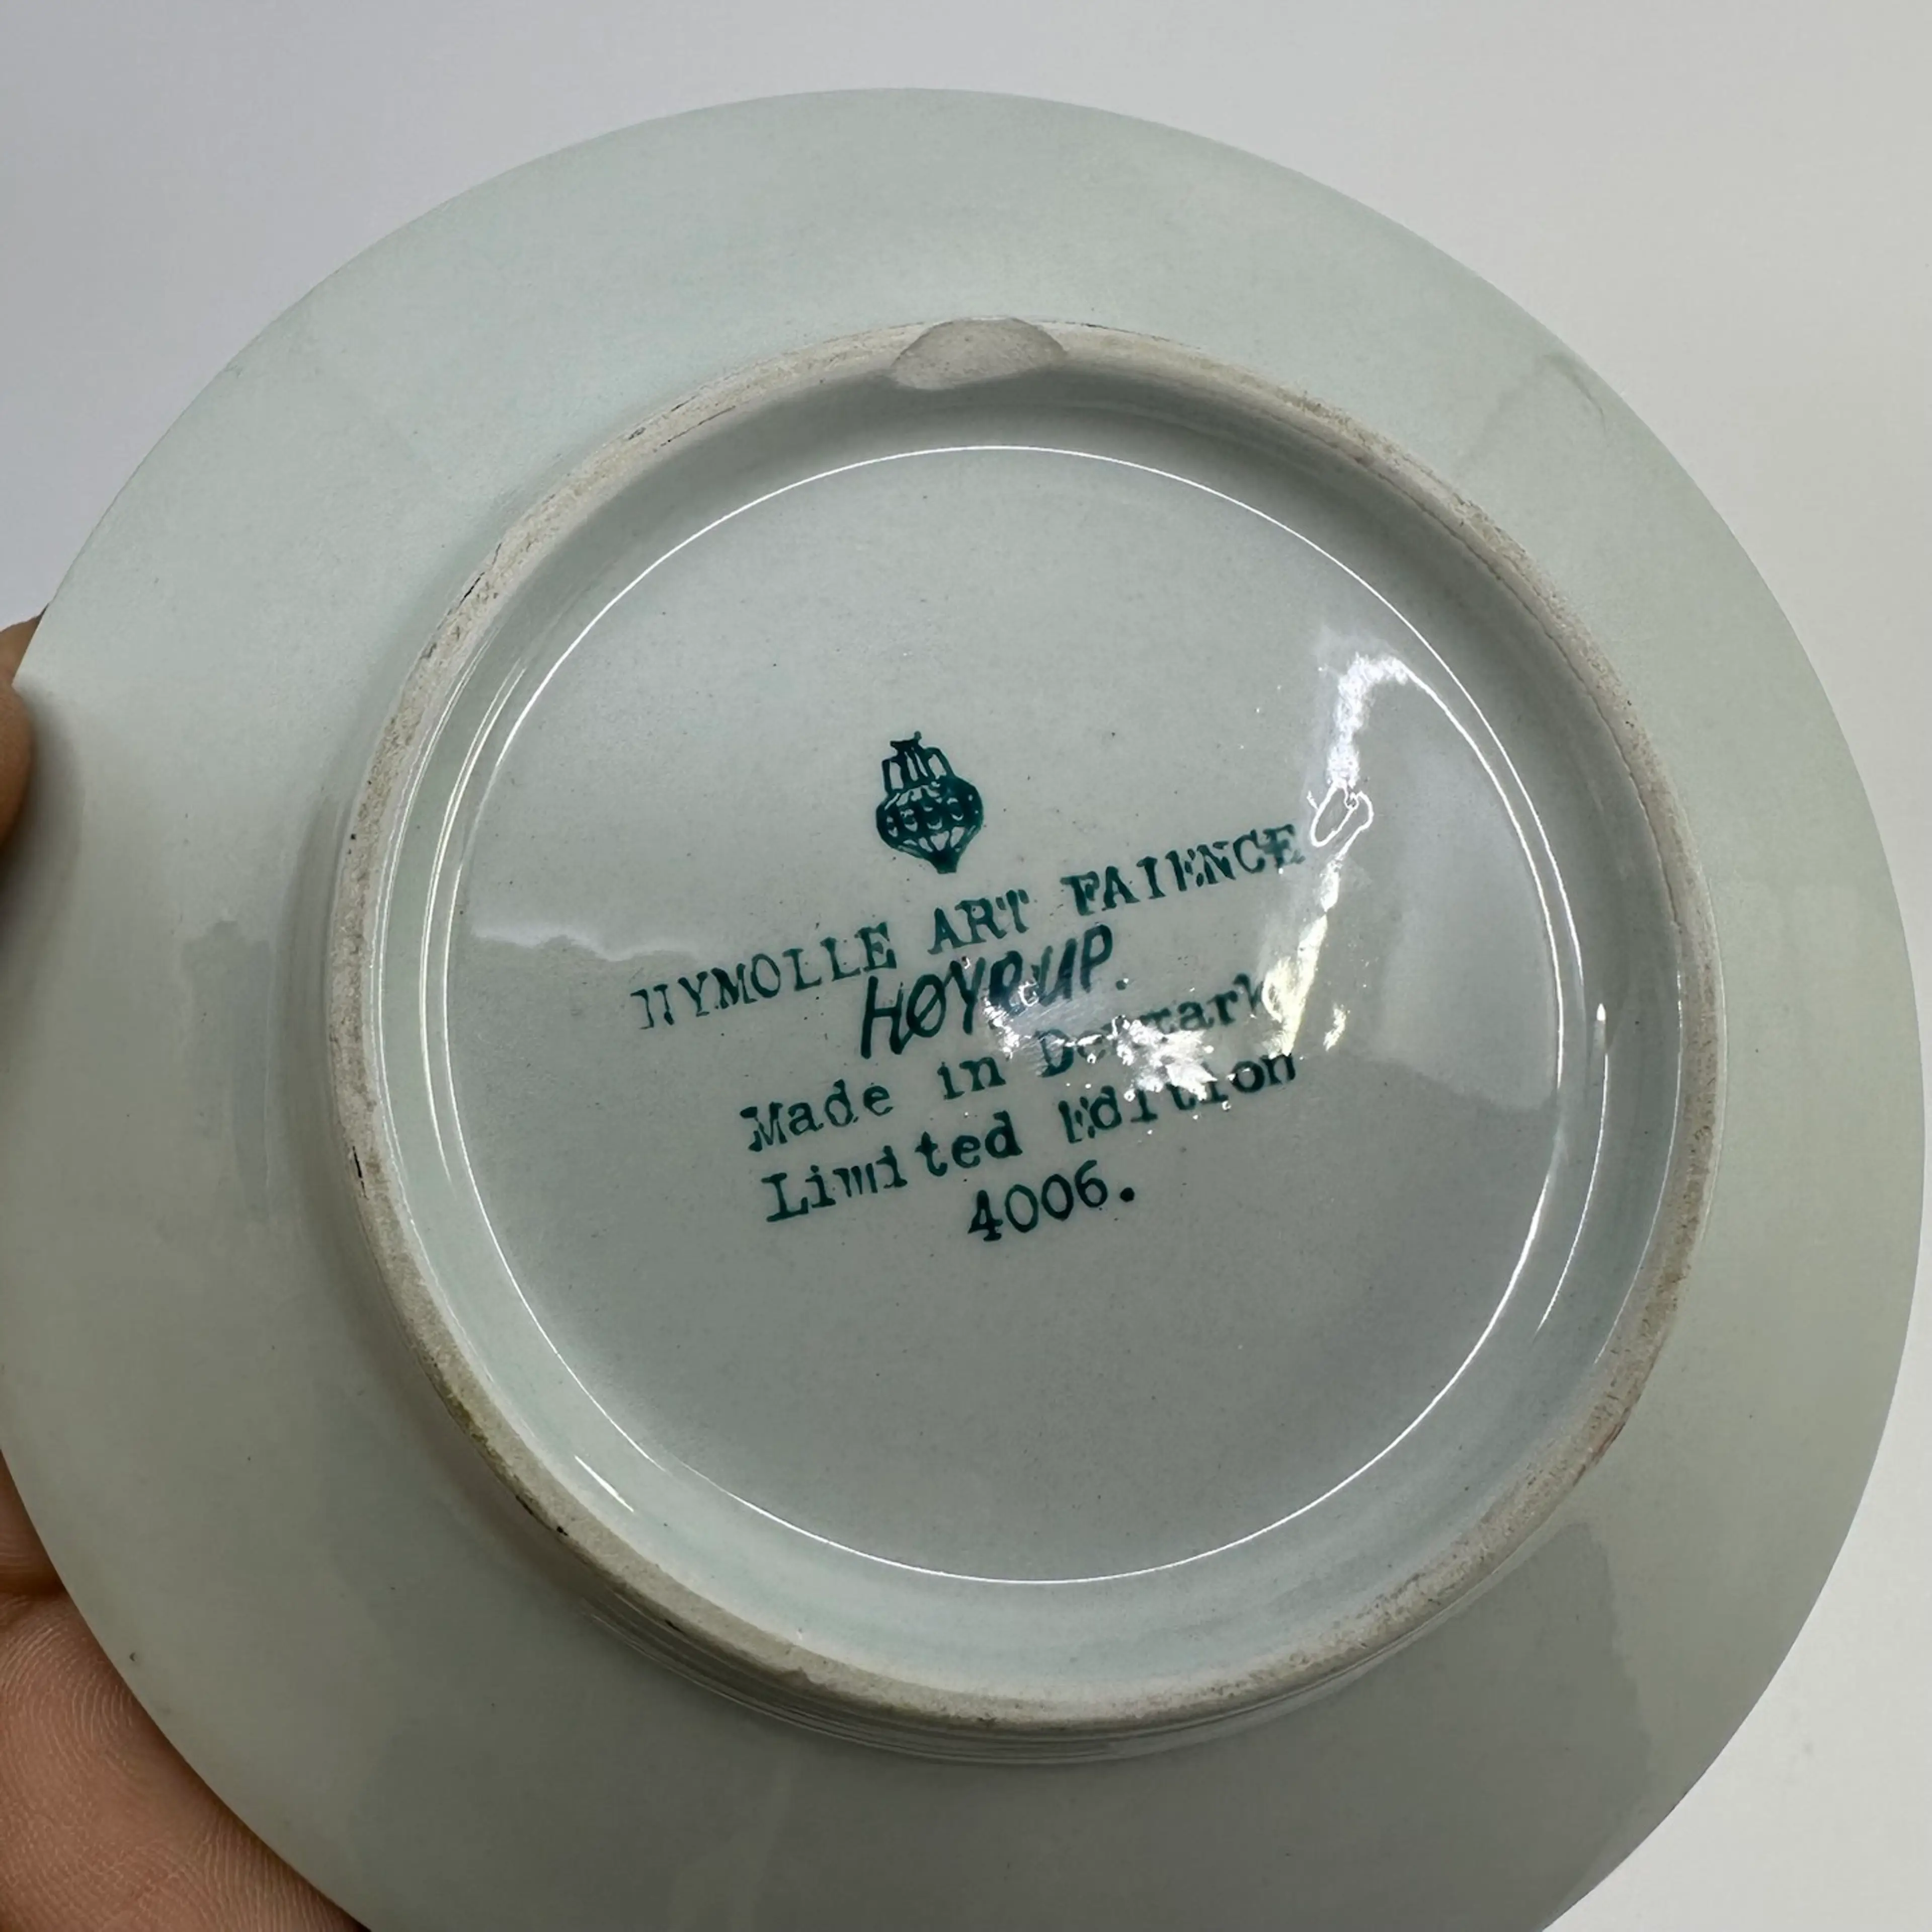 NYMOLLE ART FAIENCE
HØYRUP.
Made in Denmark
Limited Edition
4006.